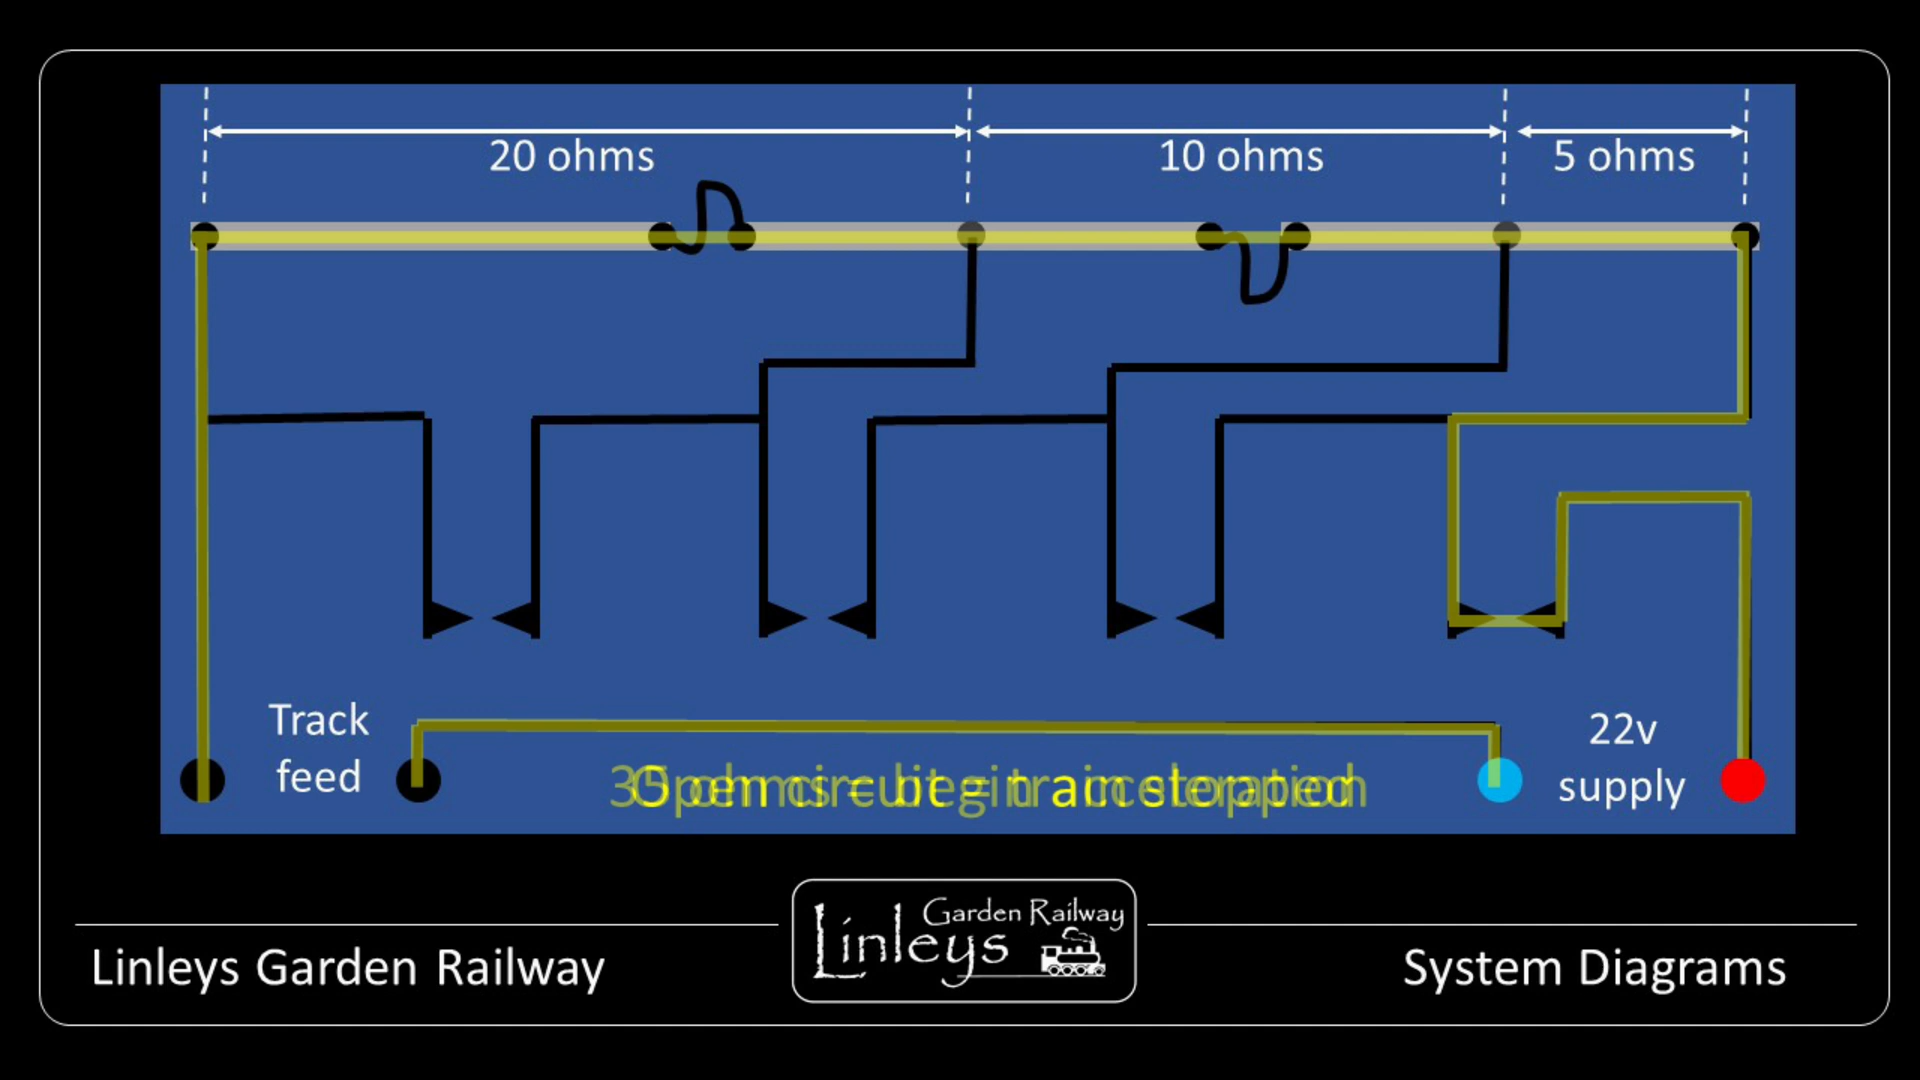 20 ohms
10 ohms
5 ohms
Track
feed
22v
supply
Garden Railway
Linleys
Linleys Garden Railway
System Diagrams